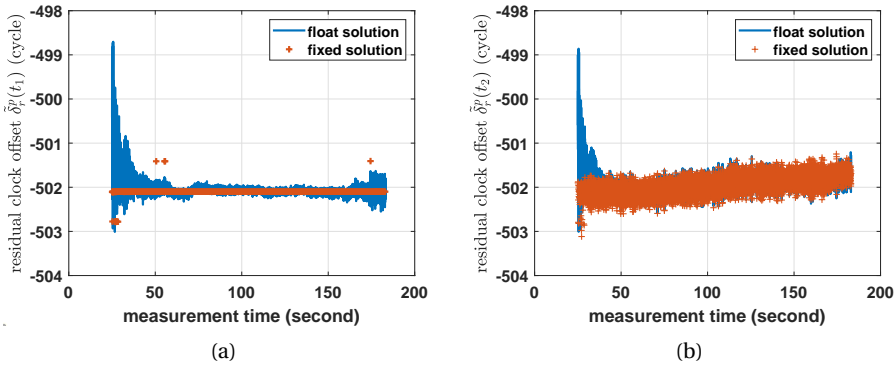 -498
-499
-500
-501
-502
-503
-504
0
50
100
150
200
residual clock offset δ̃ᵣᵖ(t₁) (cycle)
measurement time (second)
float solution
fixed solution
(a)
-498
-499
-500
-501
-502
-503
-504
0
50
100
150
200
residual clock offset δ̃ᵣᵖ(t₂) (cycle)
measurement time (second)
float solution
fixed solution
(b)